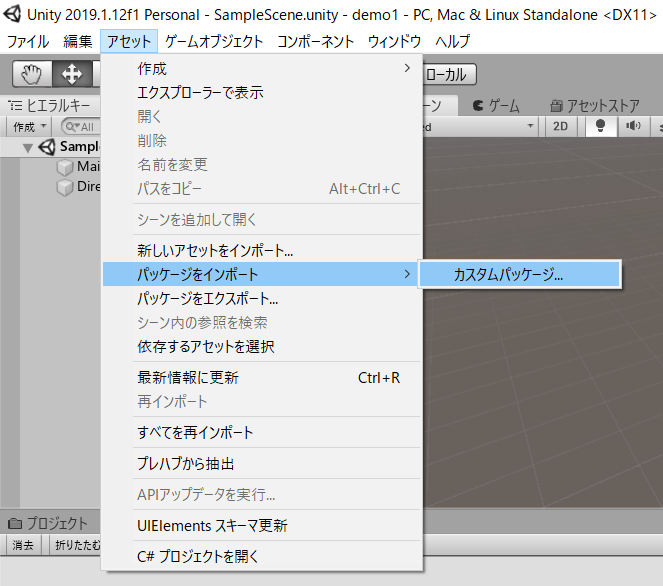 Unity 2019.1.12f1 Personal - SampleScene.unity - demo1 - PC, Mac & Linux Standalone <DX11>
ファイル 編集 アセット ゲームオブジェクト コンポーネント ウィンドウ ヘルプ
作成
ローカル
エクスプローラーで表示
ヒエラルキー
ゲーム アセットストア
開く
作成 All
2D
削除
名前を変更
パスをコピー Alt+Ctrl+C
シーンを追加して開く
新しいアセットをインポート...
パッケージをインポート カスタムパッケージ...
パッケージをエクスポート...
シーン内の参照を検索
依存するアセットを選択
最新情報に更新 Ctrl+R
再インポート
すべてを再インポート
プレハブから抽出
APIアップデータを実行...
プロジェクト
UIElements スキーマ更新
消去 折りたたむ
C# プロジェクトを開く